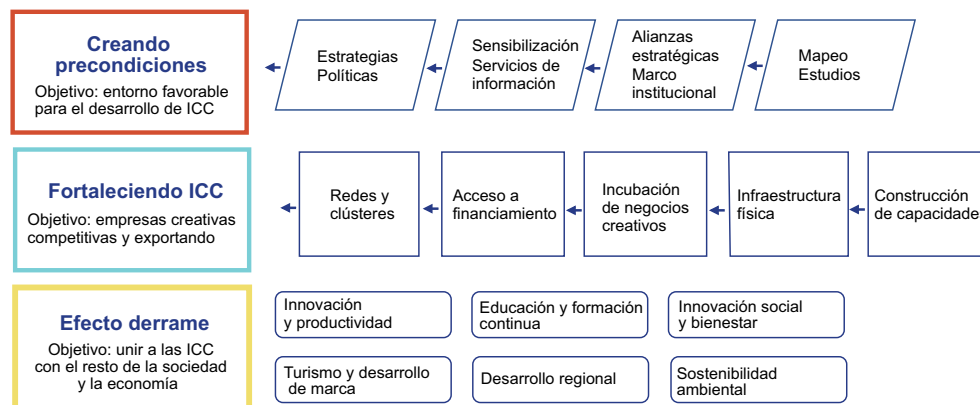 Creando
precondiciones
Objetivo: entorno favorable
para el desarrollo de ICC
Estrategias
Políticas
Sensibilización
Servicios de
información
Alianzas
estratégicas
Marco
institucional
Mapeo
Estudios
Fortaleciendo ICC
Objetivo: empresas creativas
competitivas y exportando
Redes y
clústeres
Acceso a
financiamiento
Incubación
de negocios
creativos
Infraestructura
física
Construcción
de capacidade
Efecto derrame
Objetivo: unir a las ICC
con el resto de la sociedad
y la economía
Innovación
y productividad
Educación y formación
continua
Innovación social
y bienestar
Turismo y desarrollo
de marca
Desarrollo regional
Sostenibilidad
ambiental